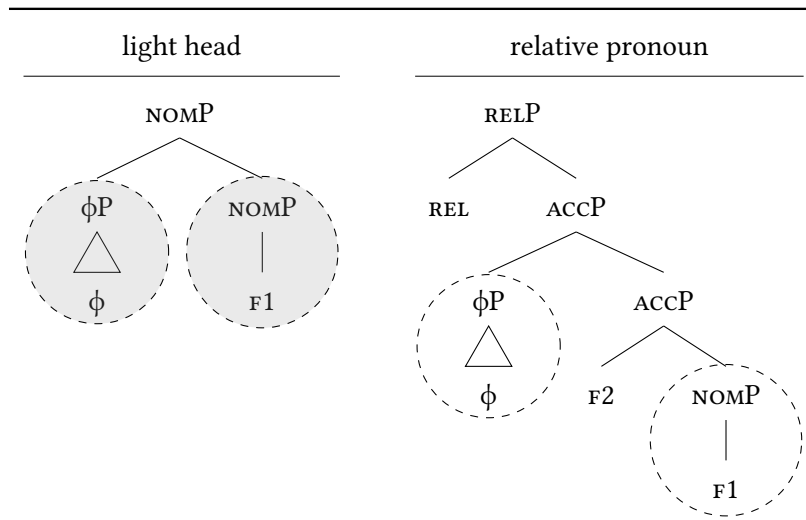 light head relative pronoun
NOMP RELP
ϕP NOMP REL ACCP
ϕ F1 ϕP ACCP
ϕ F2 NOMP
F1